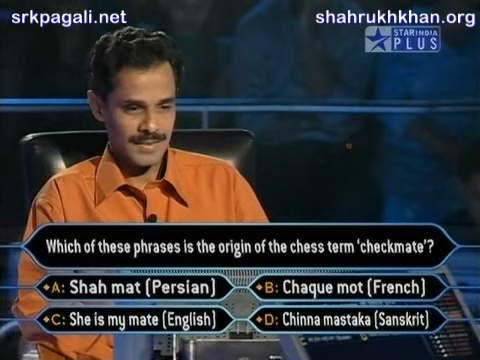 srkpagali.net
shahrukhkhan.org
STAR INDIA
PLUS
Which of these phrases is the origin of the chess term 'checkmate'?
A: Shah mat (Persian)
B: Chaque mot (French)
C: She is my mate (English)
D: Chinna mastaka (Sanskrit)